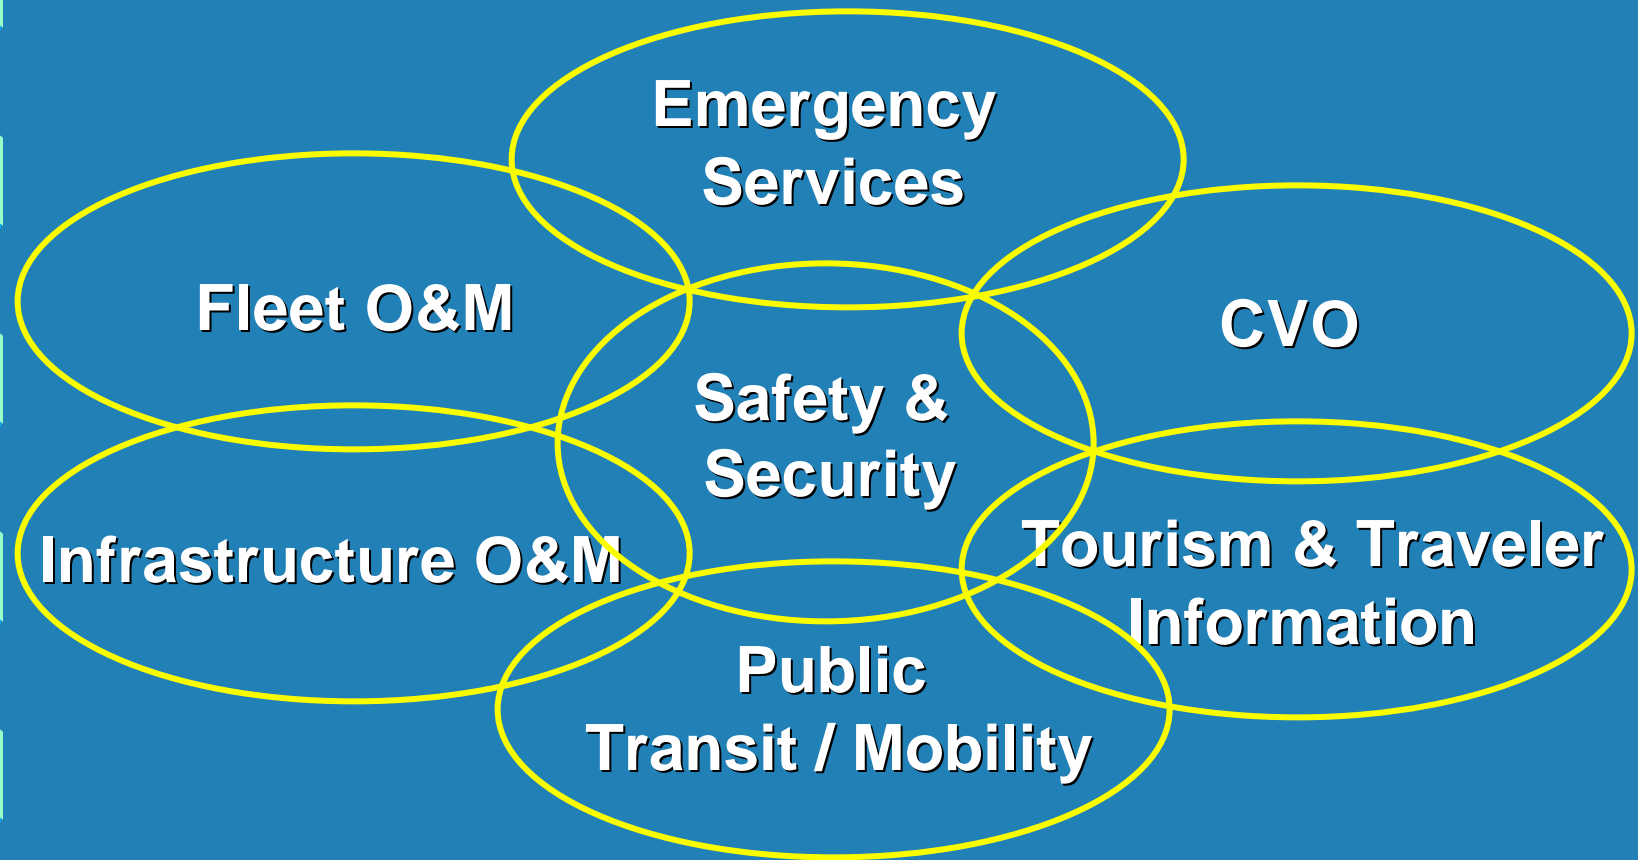 Emergency
Services
Fleet O&M
CVO
Safety &
Security
Infrastructure O&M
Tourism & Traveler
Information
Public
Transit / Mobility